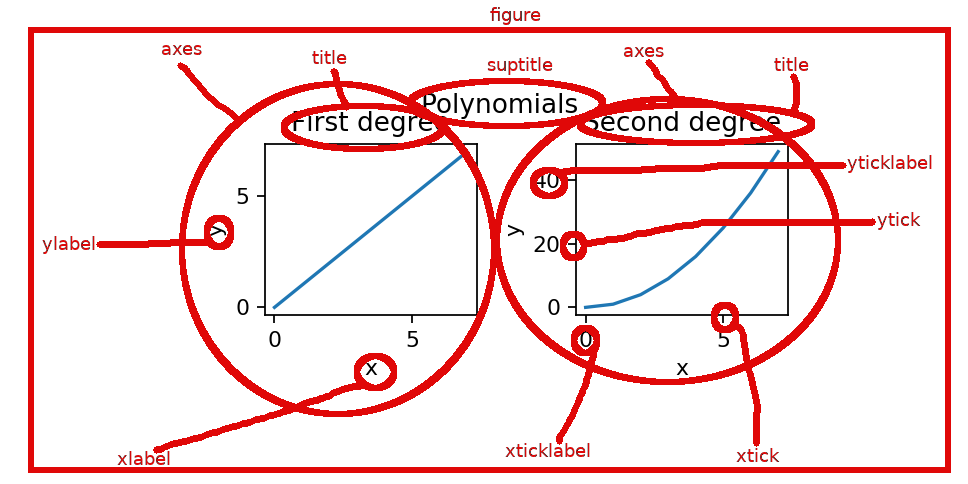 figure
axes
title
suptitle
axes
title
Polynomials
First degree
Second degree
yticklabel
40
5
ytick
ylabel
y
y
20
0
0
0
5
0
5
x
x
xlabel
xticklabel
xtick